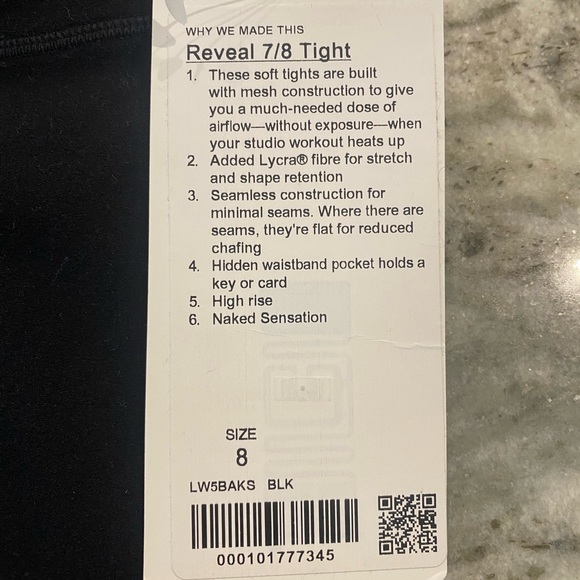 WHY WE MADE THIS
Reveal 7/8 Tight
1. These soft tights are built
with mesh construction to give
you a much-needed dose of
airflow—without exposure—when
your studio workout heats up
2. Added Lycra® fibre for stretch
and shape retention
3. Seamless construction for
minimal seams. Where there are
seams, they're flat for reduced
chafing
4. Hidden waistband pocket holds a
key or card
5. High rise
6. Naked Sensation
SIZE
8
LW5BAKS BLK
000101777345